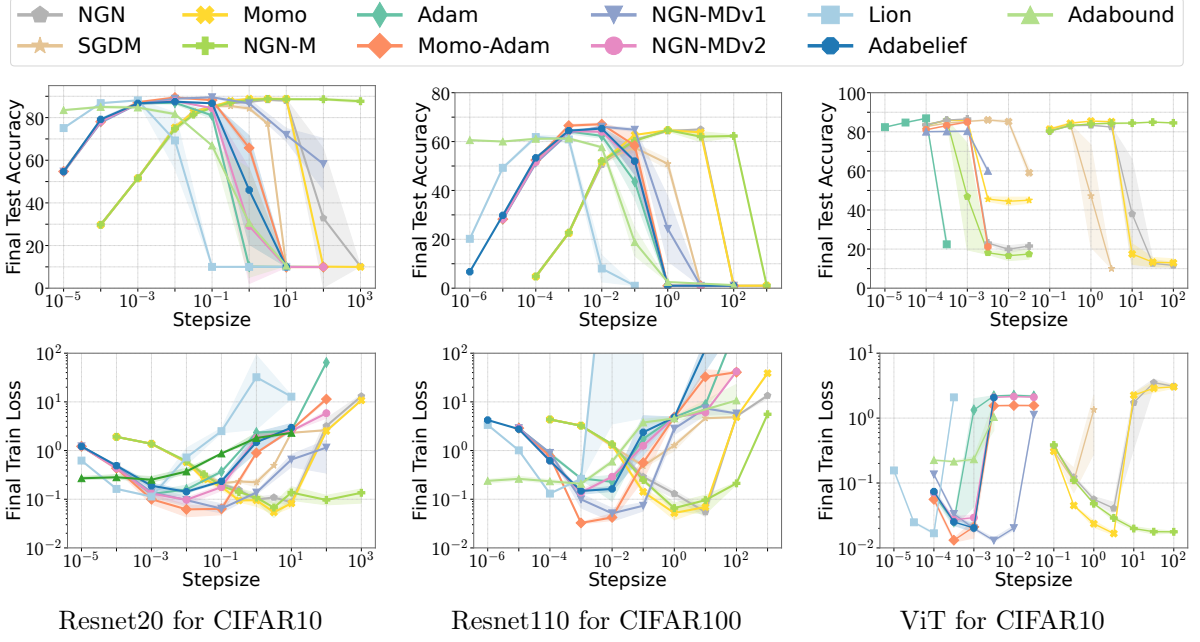 NGN Momo Adam NGN-MDv1 Lion Adabound
SGDM NGN-M Momo-Adam NGN-MDv2 Adabelief
Final Test Accuracy
80
60
40
20
0
10^−5 10^−3 10^−1 10^1 10^3
Stepsize
Final Test Accuracy
80
70
60
50
40
30
20
10
0
10^−6 10^−4 10^−2 10^0 10^2
Stepsize
Final Test Accuracy
100
80
60
40
20
0
10^−5 10^−4 10^−3 10^−2 10^−1 10^0 10^1 10^2
Stepsize
Final Train Loss
10^2
10^1
10^0
10^−1
10^−2
10^−5 10^−3 10^−1 10^1 10^3
Stepsize
Final Train Loss
10^2
10^1
10^0
10^−1
10^−2
10^−6 10^−4 10^−2 10^0 10^2
Stepsize
Final Train Loss
10^1
10^0
10^−1
10^−2
10^−5 10^−4 10^−3 10^−2 10^−1 10^0 10^1 10^2
Stepsize
Resnet20 for CIFAR10 Resnet110 for CIFAR100 ViT for CIFAR10